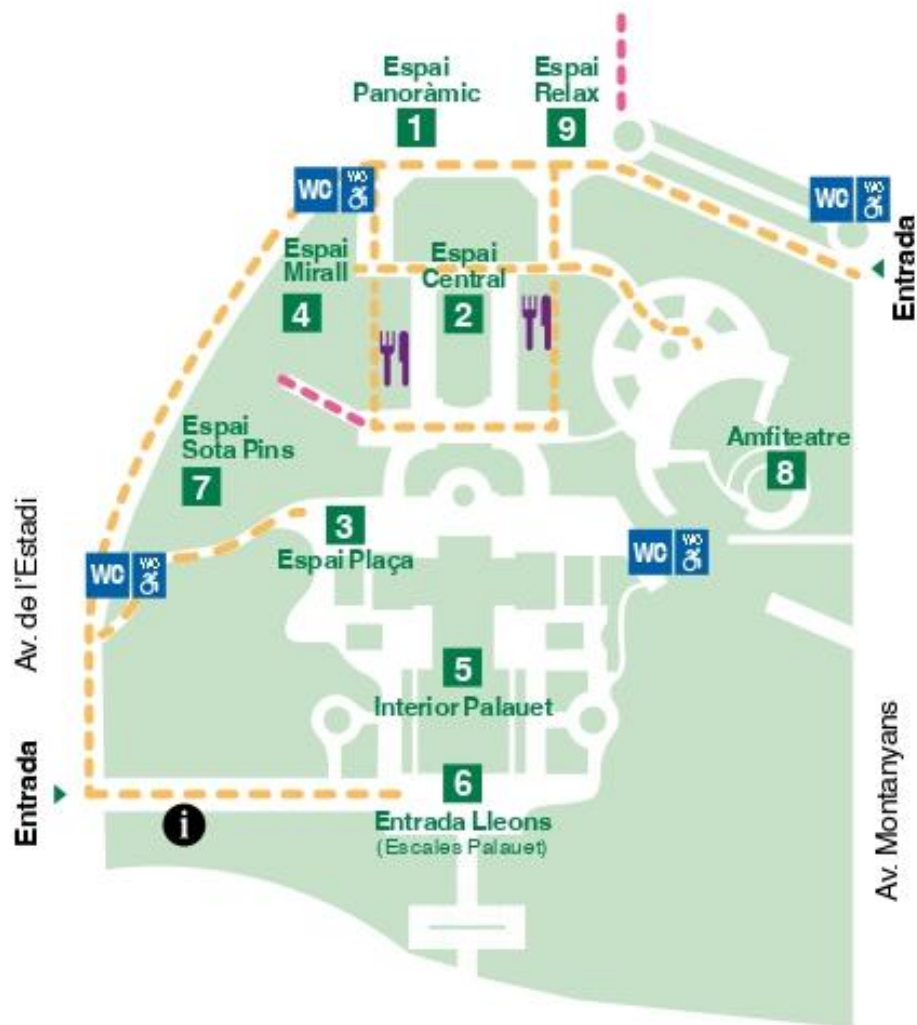 Espai
Panoràmic
1
Espai
Relax
9
WC
WC
WC
WC
Entrada
Espai
Mirall
4
Espai
Central
2
Espai
Sota Pins
7
Amfiteatre
8
3
Espai Plaça
WC
WC
WC
WC
Av. de l'Estadi
5
Interior Palauet
Entrada
i
6
Entrada Lleons
(Escales Palauet)
Av. Montanyans